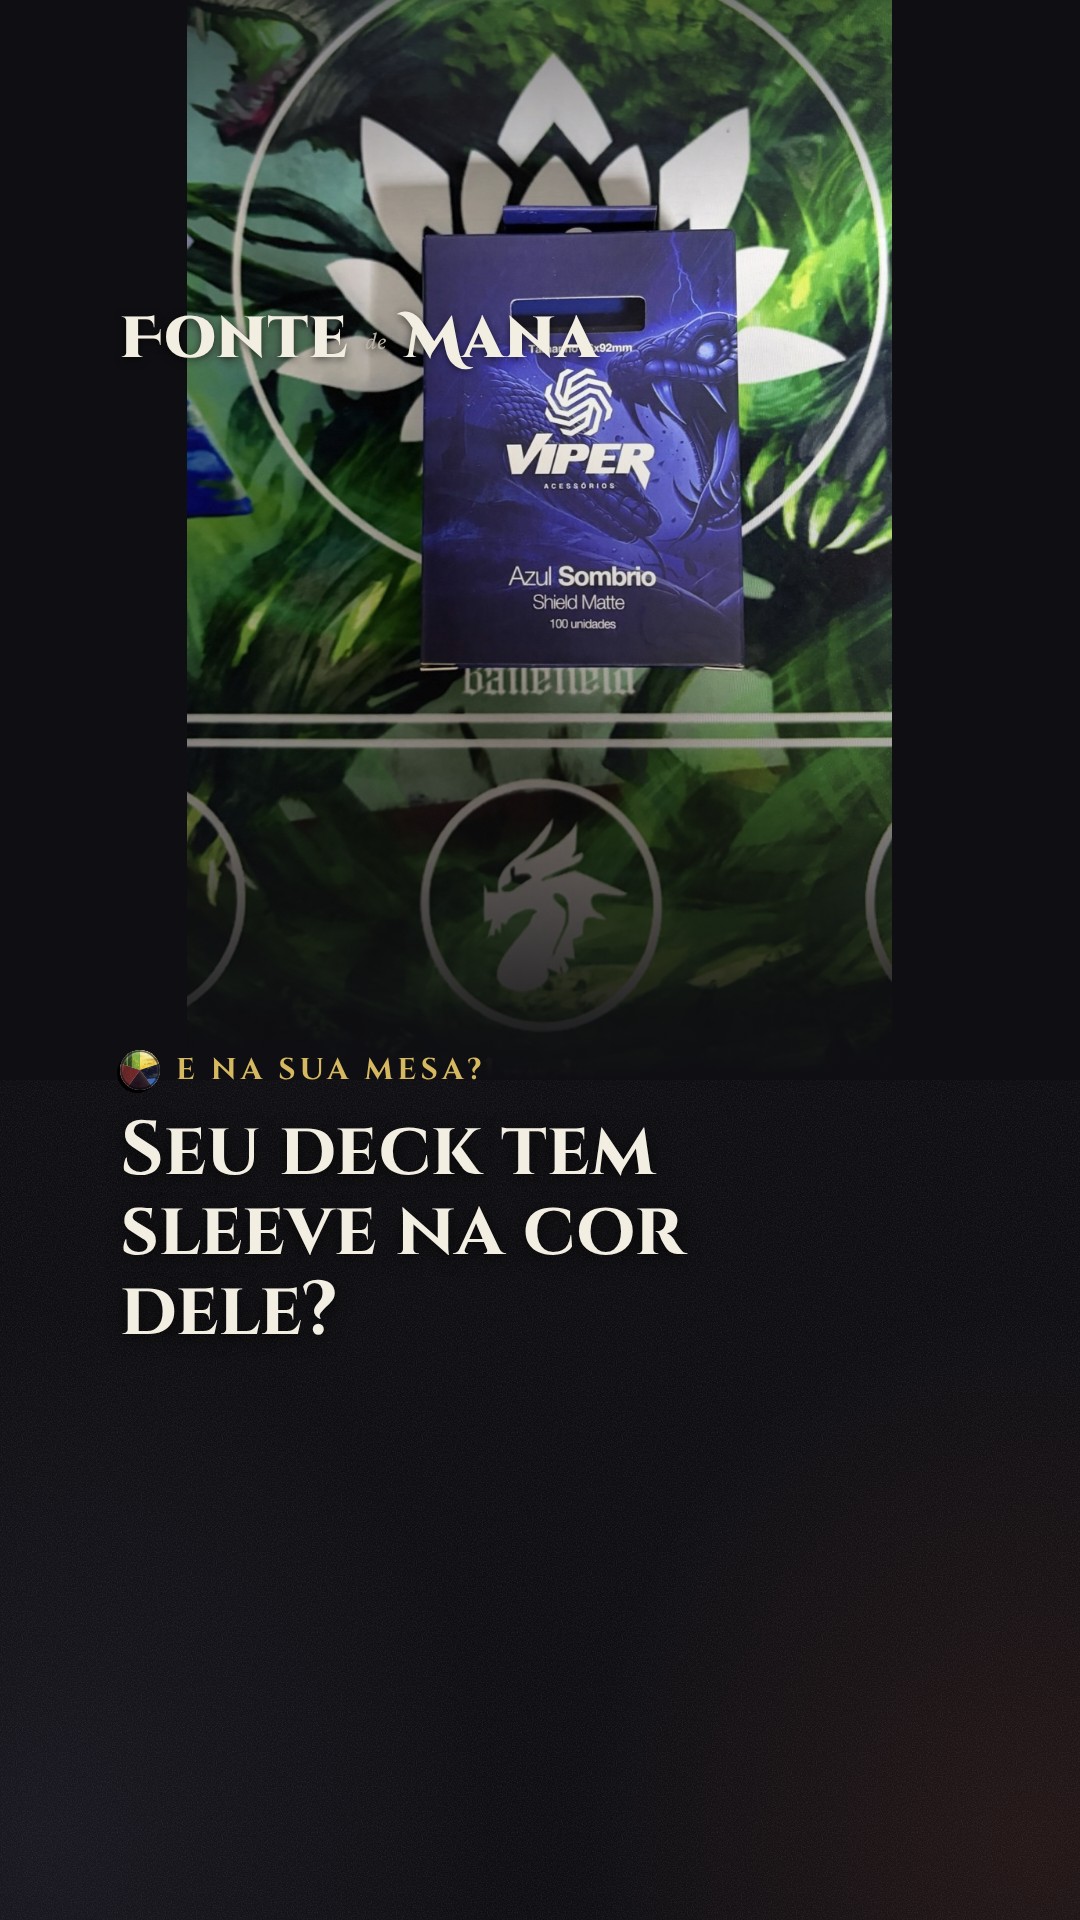 FONTE de MANA
VIPER
ACESSÓRIOS
Azul Sombrio
Shield Matte
100 unidades
battlefield
E NA SUA MESA?
SEU DECK TEM
SLEEVE NA COR
DELE?